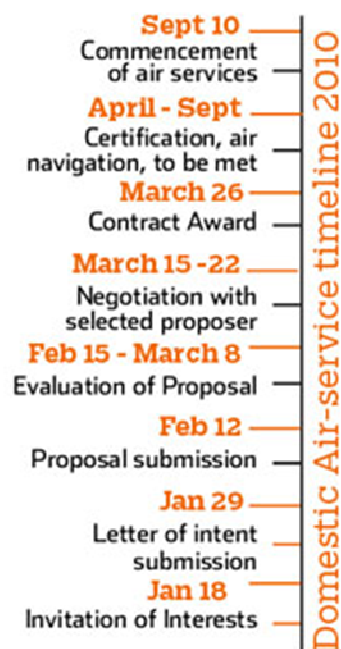 Sept 10
Commencement
of air services
April - Sept
Certification, air
navigation, to be met
March 26
Contract Award
March 15 -22
Negotiation with
selected proposer
Feb 15 - March 8
Evaluation of Proposal
Feb 12
Proposal submission
Jan 29
Letter of intent
submission
Jan 18
Invitation of Interests
Domestic Air-service timeline 2010